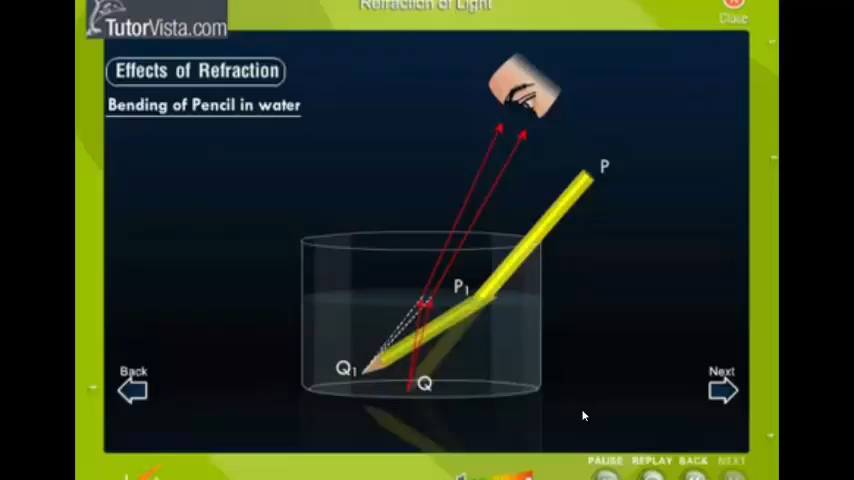 Refraction of Light
Close
TutorVista.com
Effects of Refraction
Bending of Pencil in water
P
P1
Q1
Q
Back
Next
PAUSE REPLAY BACK NEXT